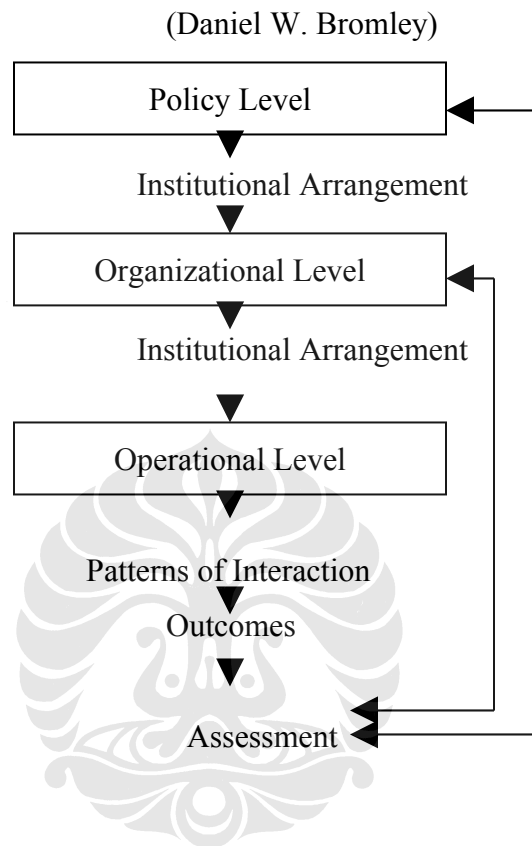 (Daniel W. Bromley)
Policy Level
Institutional Arrangement
Organizational Level
Institutional Arrangement
Operational Level
Patterns of Interaction
Outcomes
Assessment